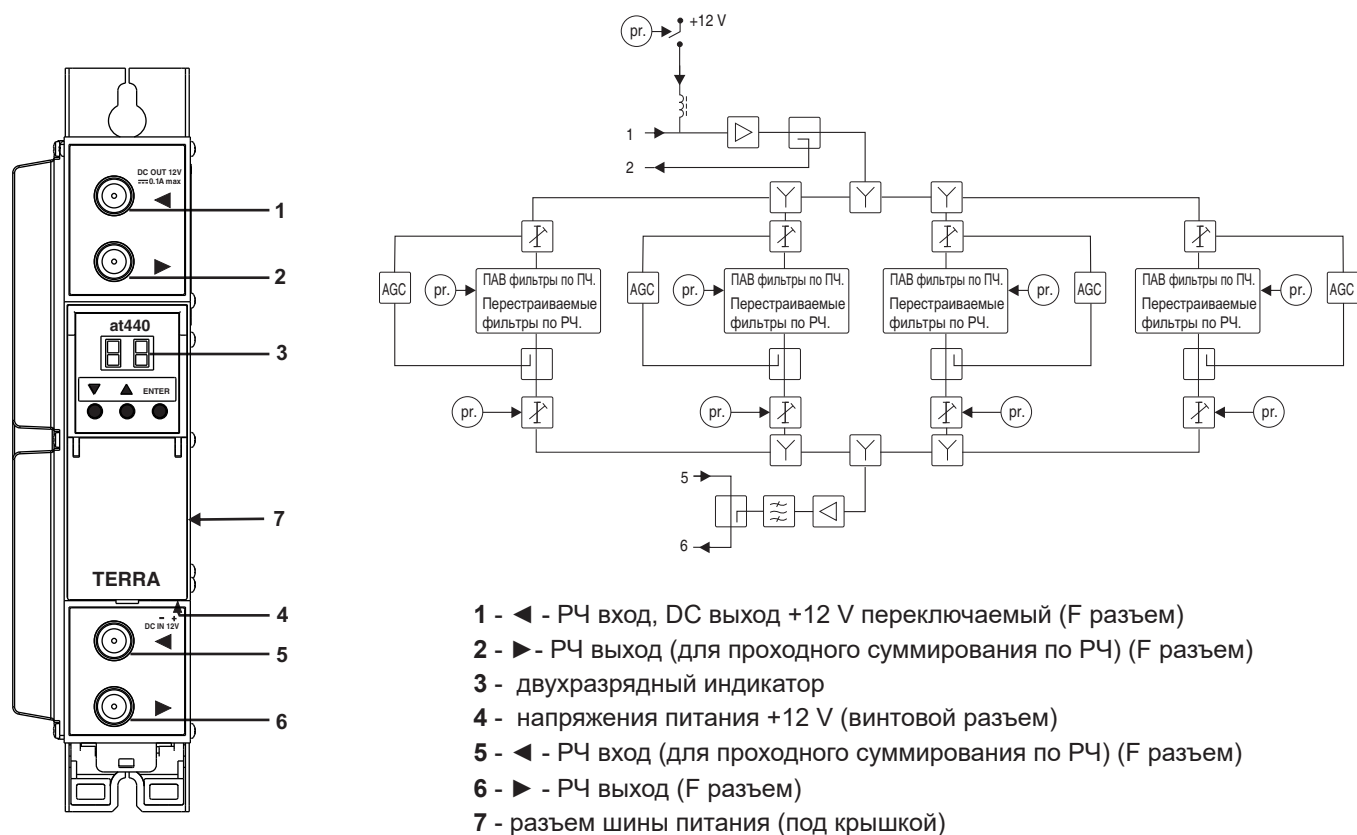 DC OUT 12V
0.1A max
1
2
at440
3
ENTER
7
TERRA
- +
DC IN 12V
4
5
6
pr.
+12 V
1
2
AGC
pr.
ПАВ фильтры по ПЧ.
Перестраиваемые
фильтры по РЧ.
AGC
pr.
ПАВ фильтры по ПЧ.
Перестраиваемые
фильтры по РЧ.
ПАВ фильтры по ПЧ.
Перестраиваемые
фильтры по РЧ.
pr.
AGC
ПАВ фильтры по ПЧ.
Перестраиваемые
фильтры по РЧ.
pr.
AGC
pr.
pr.
pr.
pr.
5
6
1 - ◄ - РЧ вход, DC выход +12 V переключаемый (F разъем)
2 - ►- РЧ выход (для проходного суммирования по РЧ) (F разъем)
3 - двухразрядный индикатор
4 - напряжения питания +12 V (винтовой разъем)
5 - ◄ - РЧ вход (для проходного суммирования по РЧ) (F разъем)
6 - ► - РЧ выход (F разъем)
7 - разъем шины питания (под крышкой)